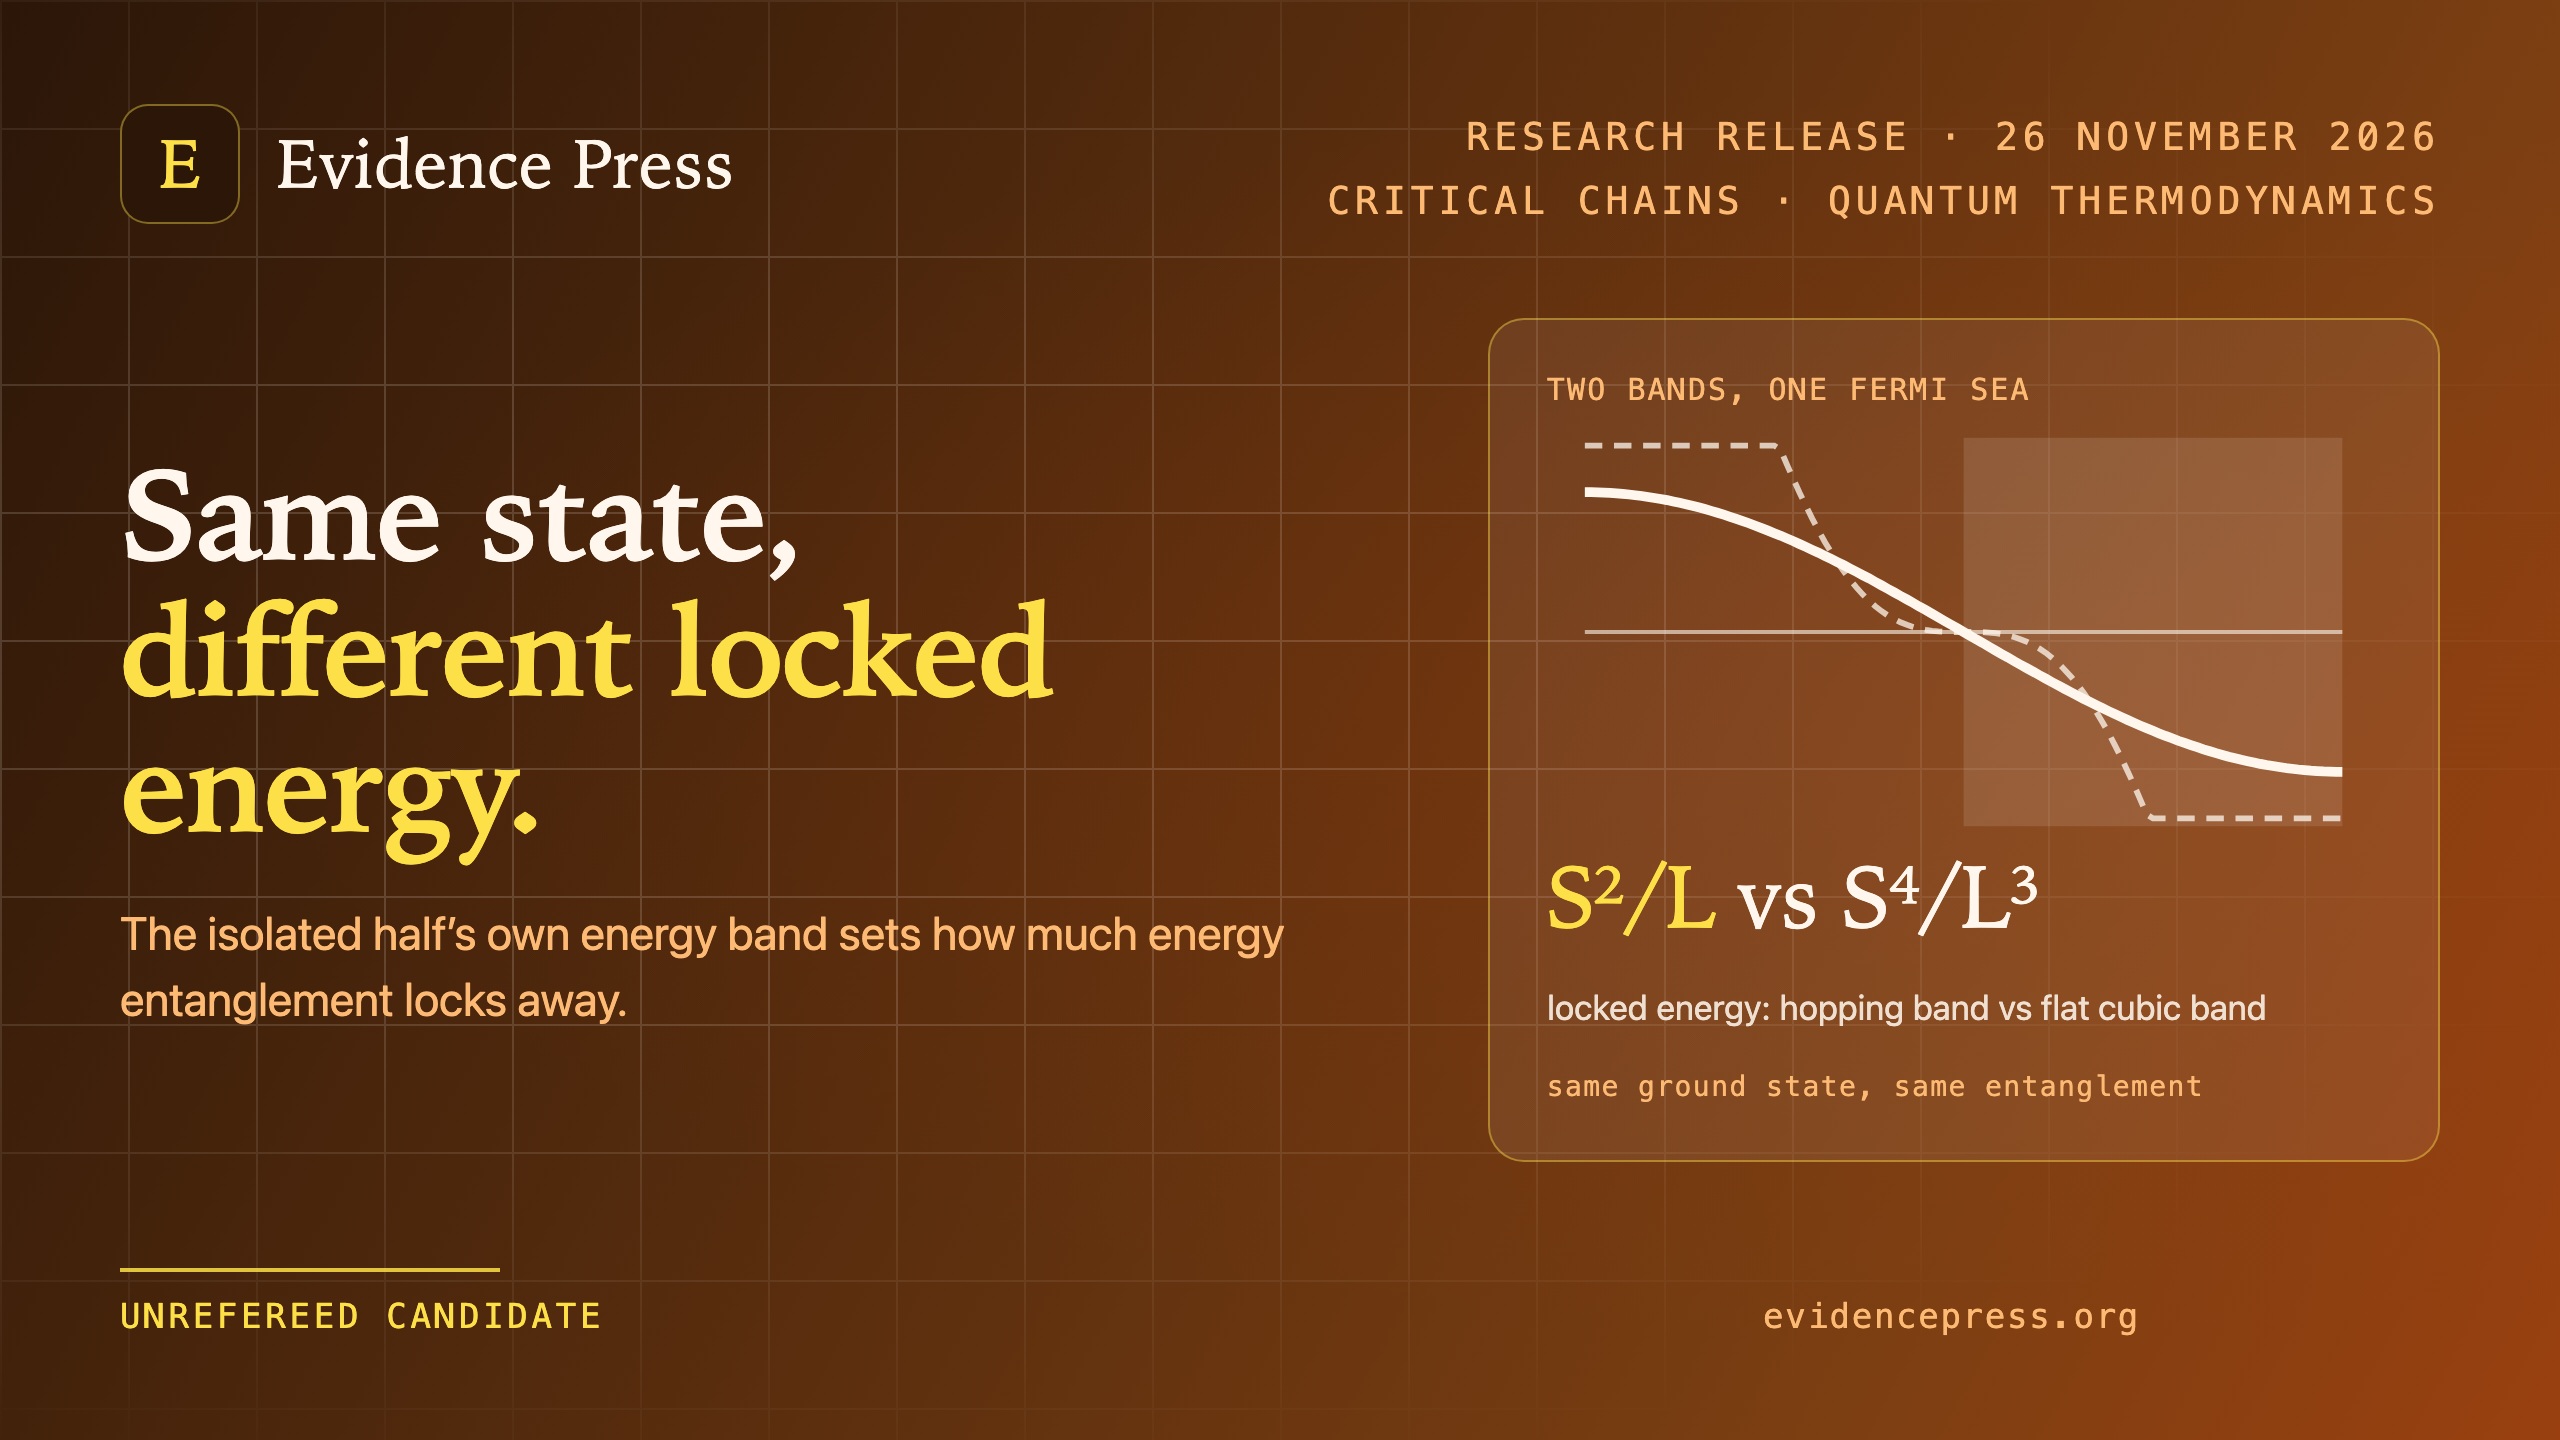 E
Evidence Press
RESEARCH RELEASE · 26 NOVEMBER 2026
CRITICAL CHAINS · QUANTUM THERMODYNAMICS
Same state,
different locked
energy.
The isolated half’s own energy band sets how much energy
entanglement locks away.
TWO BANDS, ONE FERMI SEA
S²/L vs S⁴/L³
locked energy: hopping band vs flat cubic band
same ground state, same entanglement
UNREFEREED CANDIDATE
evidencepress.org